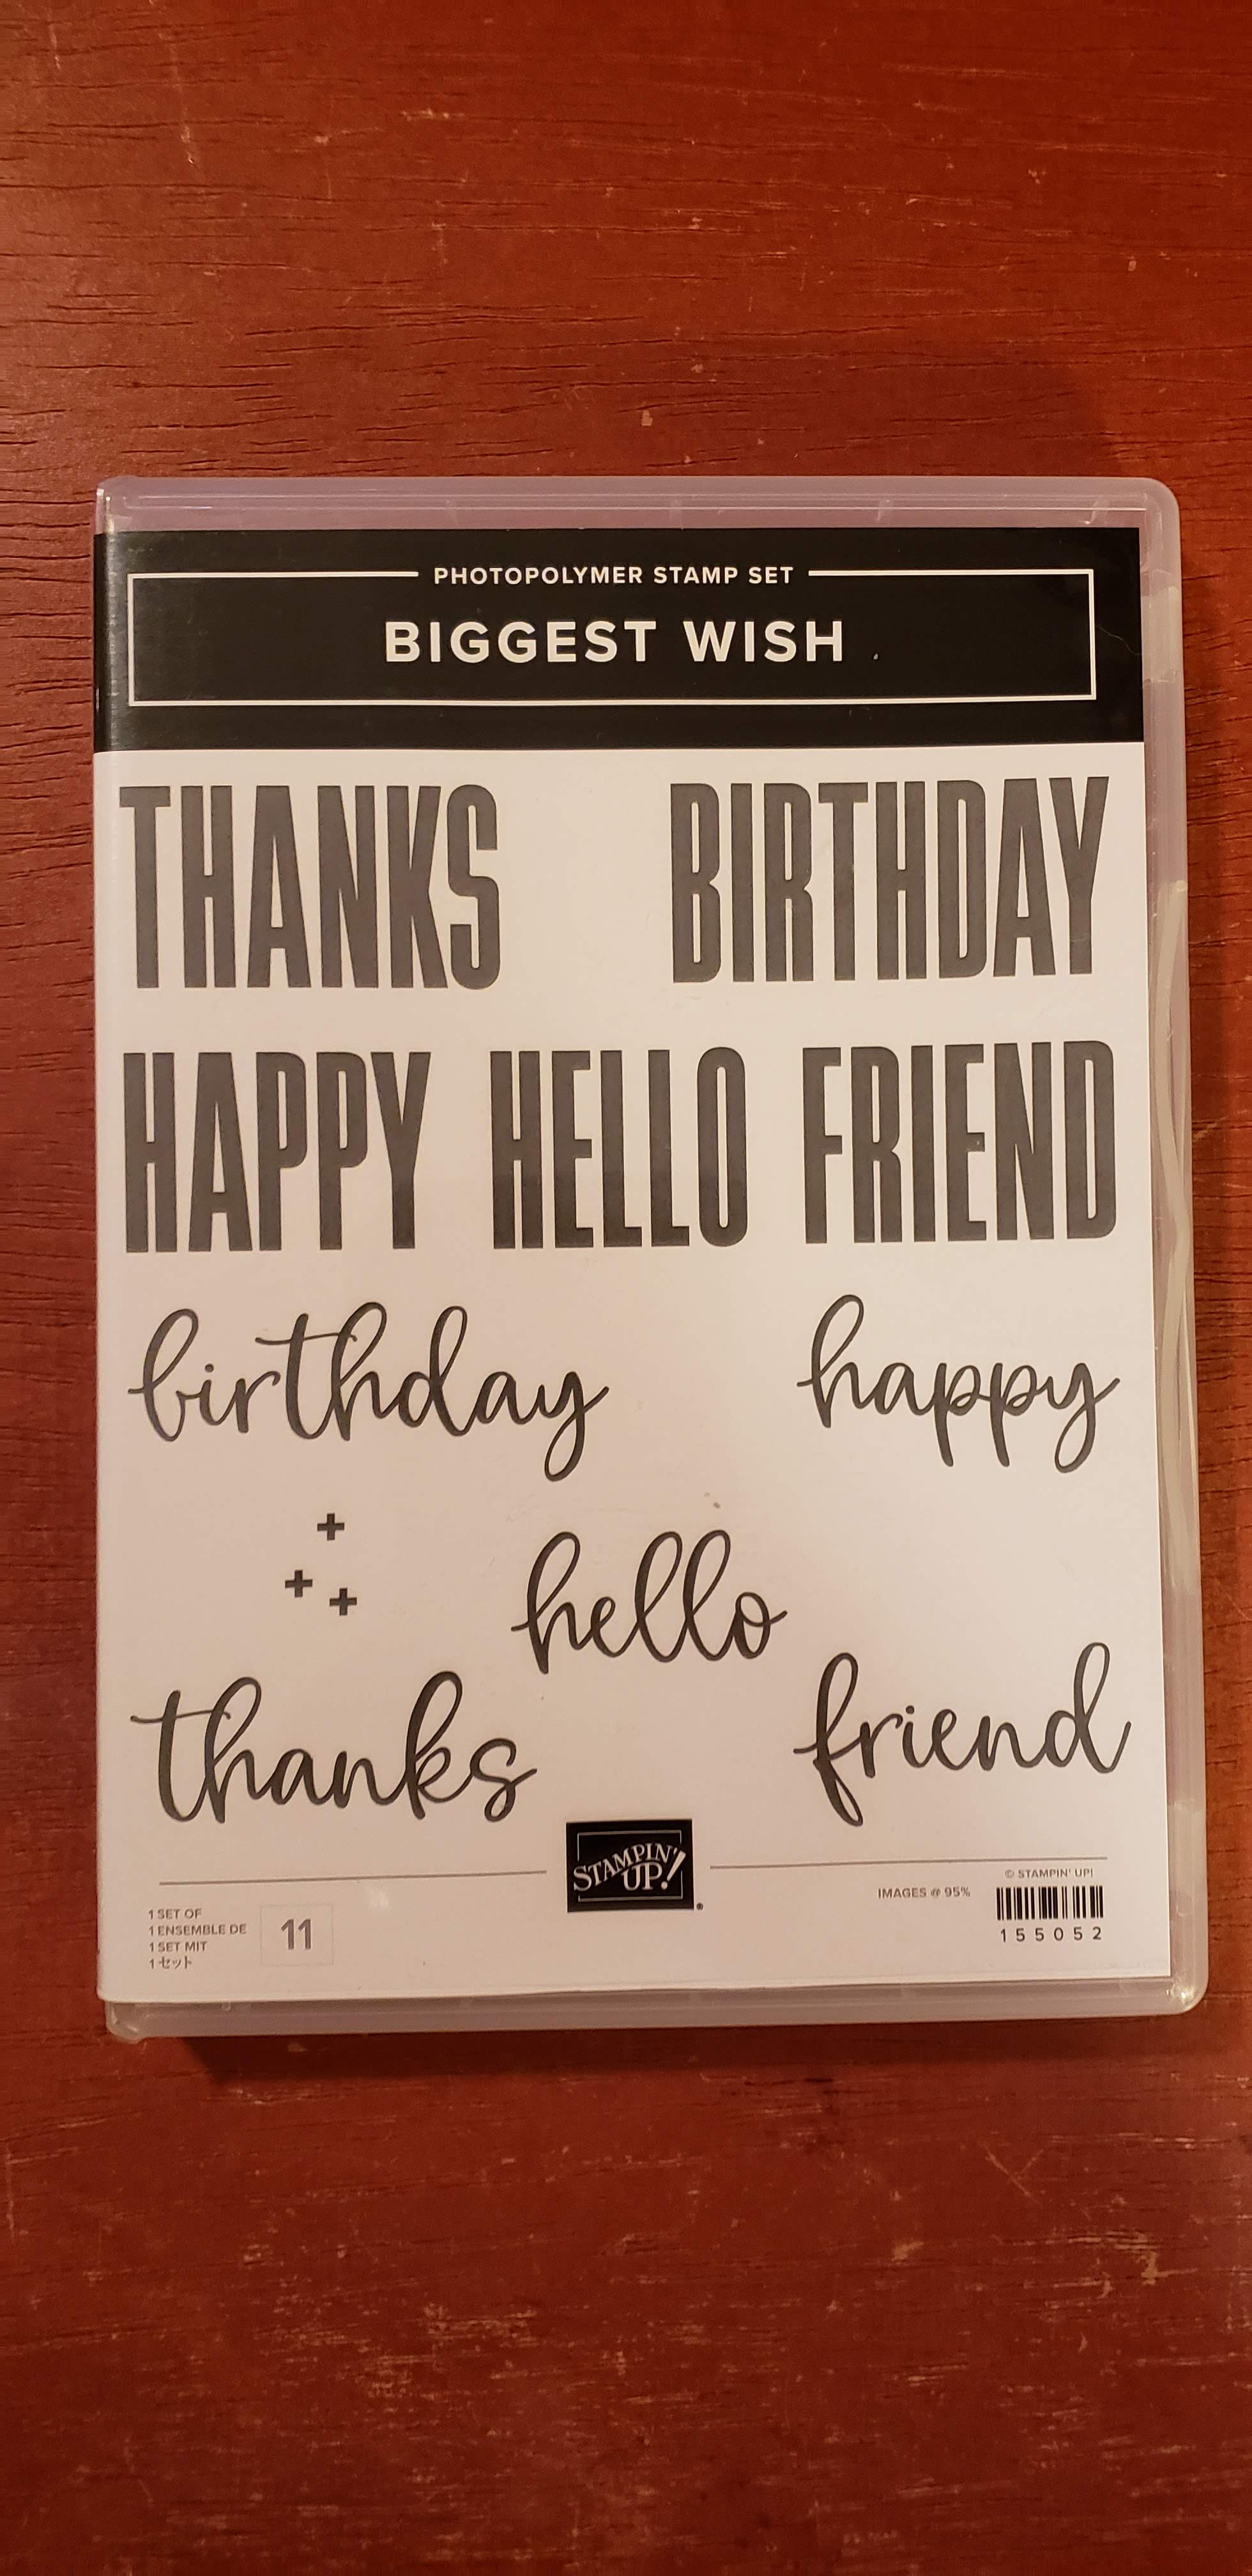 PHOTOPOLYMER STAMP SET
BIGGEST WISH
THANKS BIRTHDAY
HAPPY HELLO FRIEND
birthday happy
+
+ +
hello
thanks friend
STAMPIN'
UP!®
© STAMPIN' UP!
IMAGES @ 95%
155052
1 SET OF
1 ENSEMBLE DE
1 SET MIT
1 セット
11